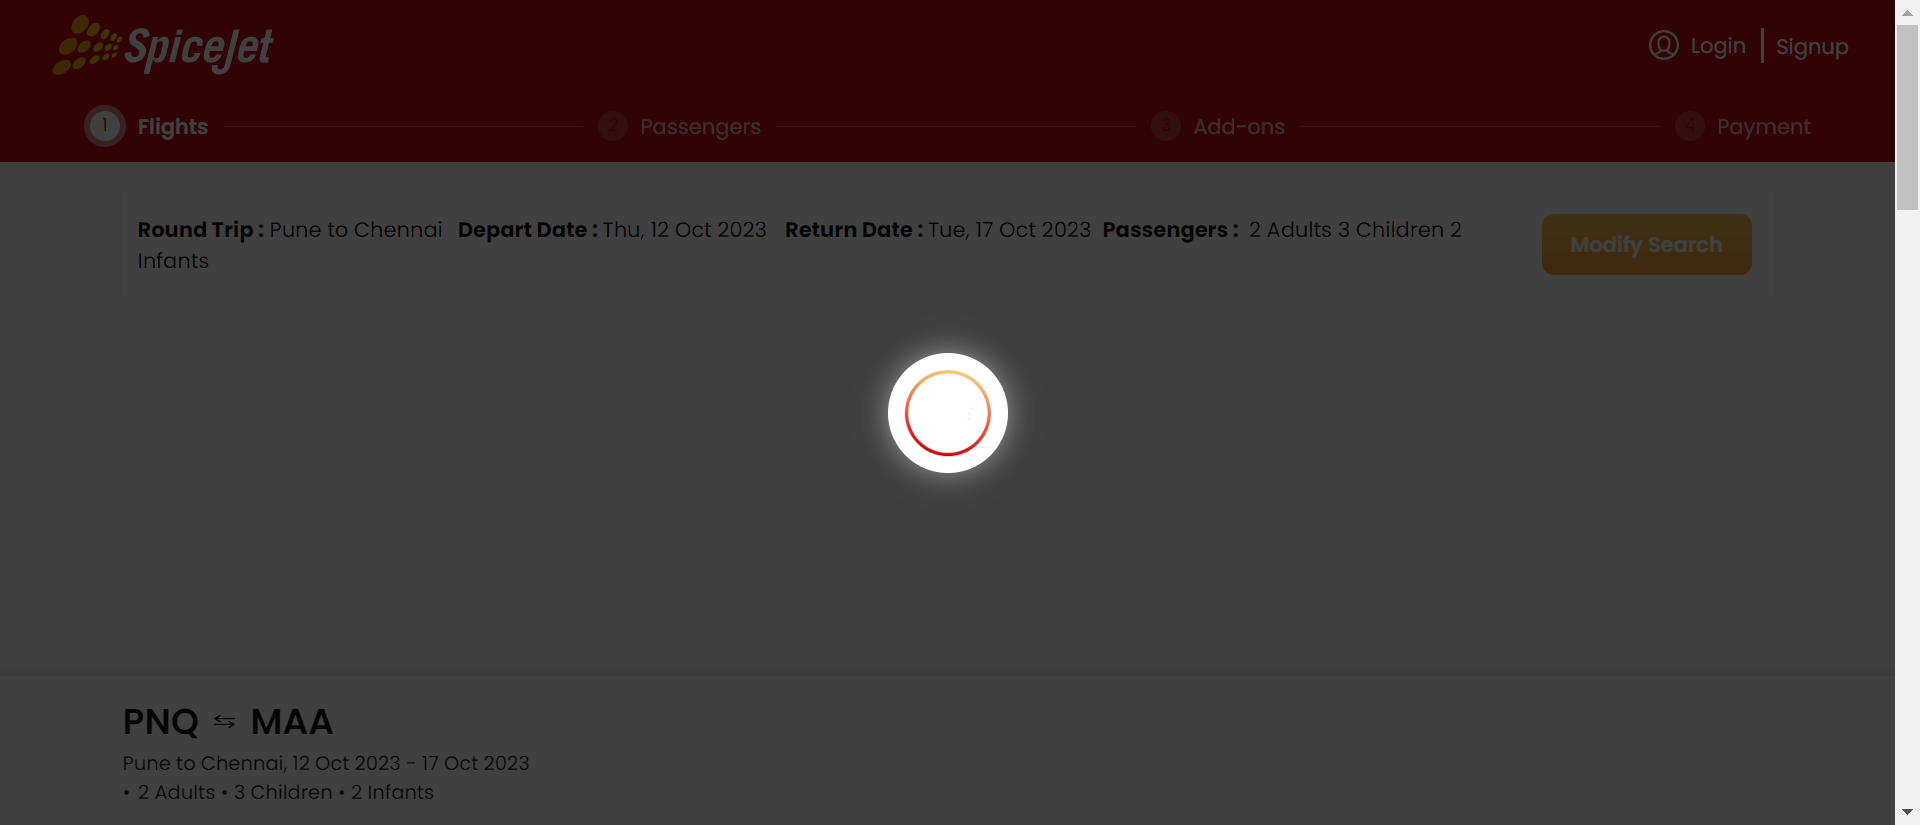 SpiceJet
Login
Signup
1 Flights
2 Passengers
3 Add-ons
4 Payment
Round Trip : Pune to Chennai Depart Date : Thu, 12 Oct 2023 Return Date : Tue, 17 Oct 2023 Passengers : 2 Adults 3 Children 2
Infants
Modify Search
PNQ ⇆ MAA
Pune to Chennai, 12 Oct 2023 - 17 Oct 2023
• 2 Adults • 3 Children • 2 Infants